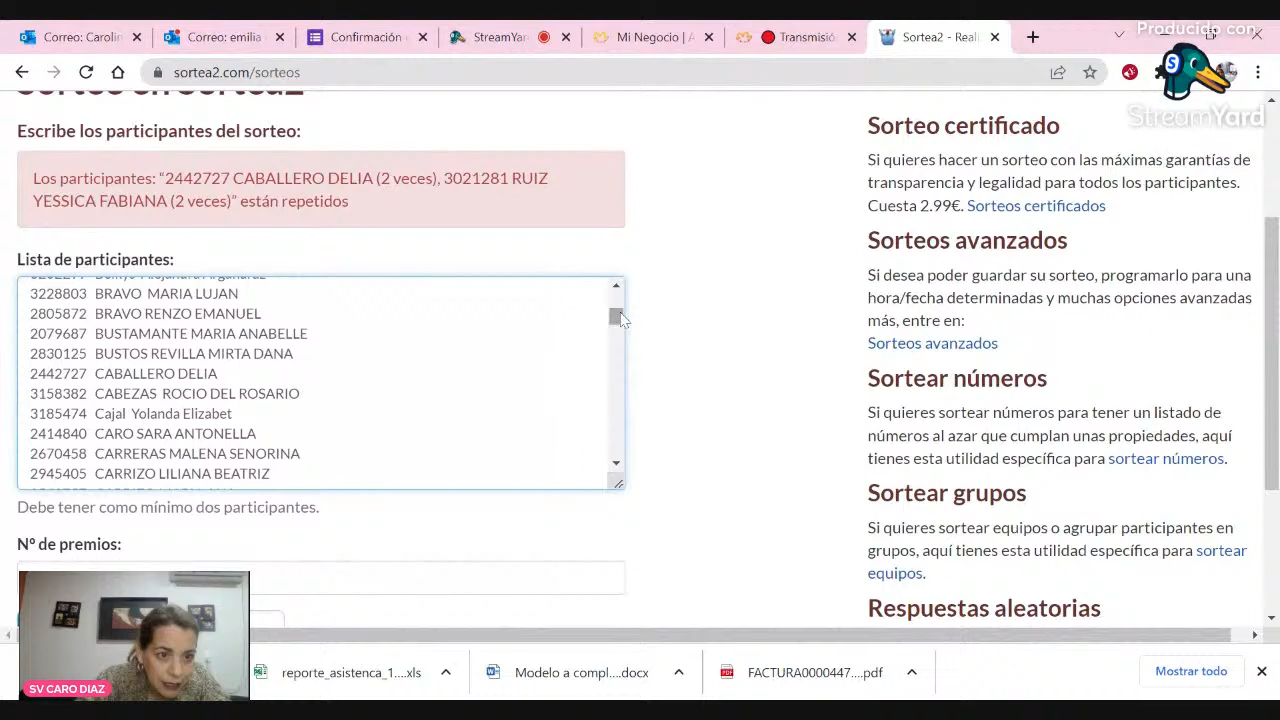 Producido con
StreamYard
Correo: Carolin
Correo: emilia
Confirmación
StreamYar
Mi Negocio | A
Transmisió
Sortea2 - Reali
sortea2.com/sorteos
Sorteo en Sortea2
Escribe los participantes del sorteo:
Los participantes: “2442727 CABALLERO DELIA (2 veces), 3021281 RUIZ
YESSICA FABIANA (2 veces)” están repetidos
Lista de participantes:
3228803 BRAVO MARIA LUJAN
2805872 BRAVO RENZO EMANUEL
2079687 BUSTAMANTE MARIA ANABELLE
2830125 BUSTOS REVILLA MIRTA DANA
2442727 CABALLERO DELIA
3158382 CABEZAS ROCIO DEL ROSARIO
3185474 Cajal Yolanda Elizabet
2414840 CARO SARA ANTONELLA
2670458 CARRERAS MALENA SENORINA
2945405 CARRIZO LILIANA BEATRIZ
Debe tener como mínimo dos participantes.
Nº de premios:
Sorteo certificado
Si quieres hacer un sorteo con las máximas garantías de
transparencia y legalidad para todos los participantes.
Cuesta 2.99€. Sorteos certificados
Sorteos avanzados
Si desea poder guardar su sorteo, programarlo para una
hora/fecha determinadas y muchas opciones avanzadas
más, entre en:
Sorteos avanzados
Sortear números
Si quieres sortear números para tener un listado de
números al azar que cumplan unas propiedades, aquí
tienes esta utilidad específica para sortear números.
Sortear grupos
Si quieres sortear equipos o agrupar participantes en
grupos, aquí tienes esta utilidad específica para sortear
equipos.
Respuestas aleatorias
SV CARO DIAZ
reporte_asistenca_1....xls
Modelo a compl....docx
FACTURA0000447....pdf
Mostrar todo